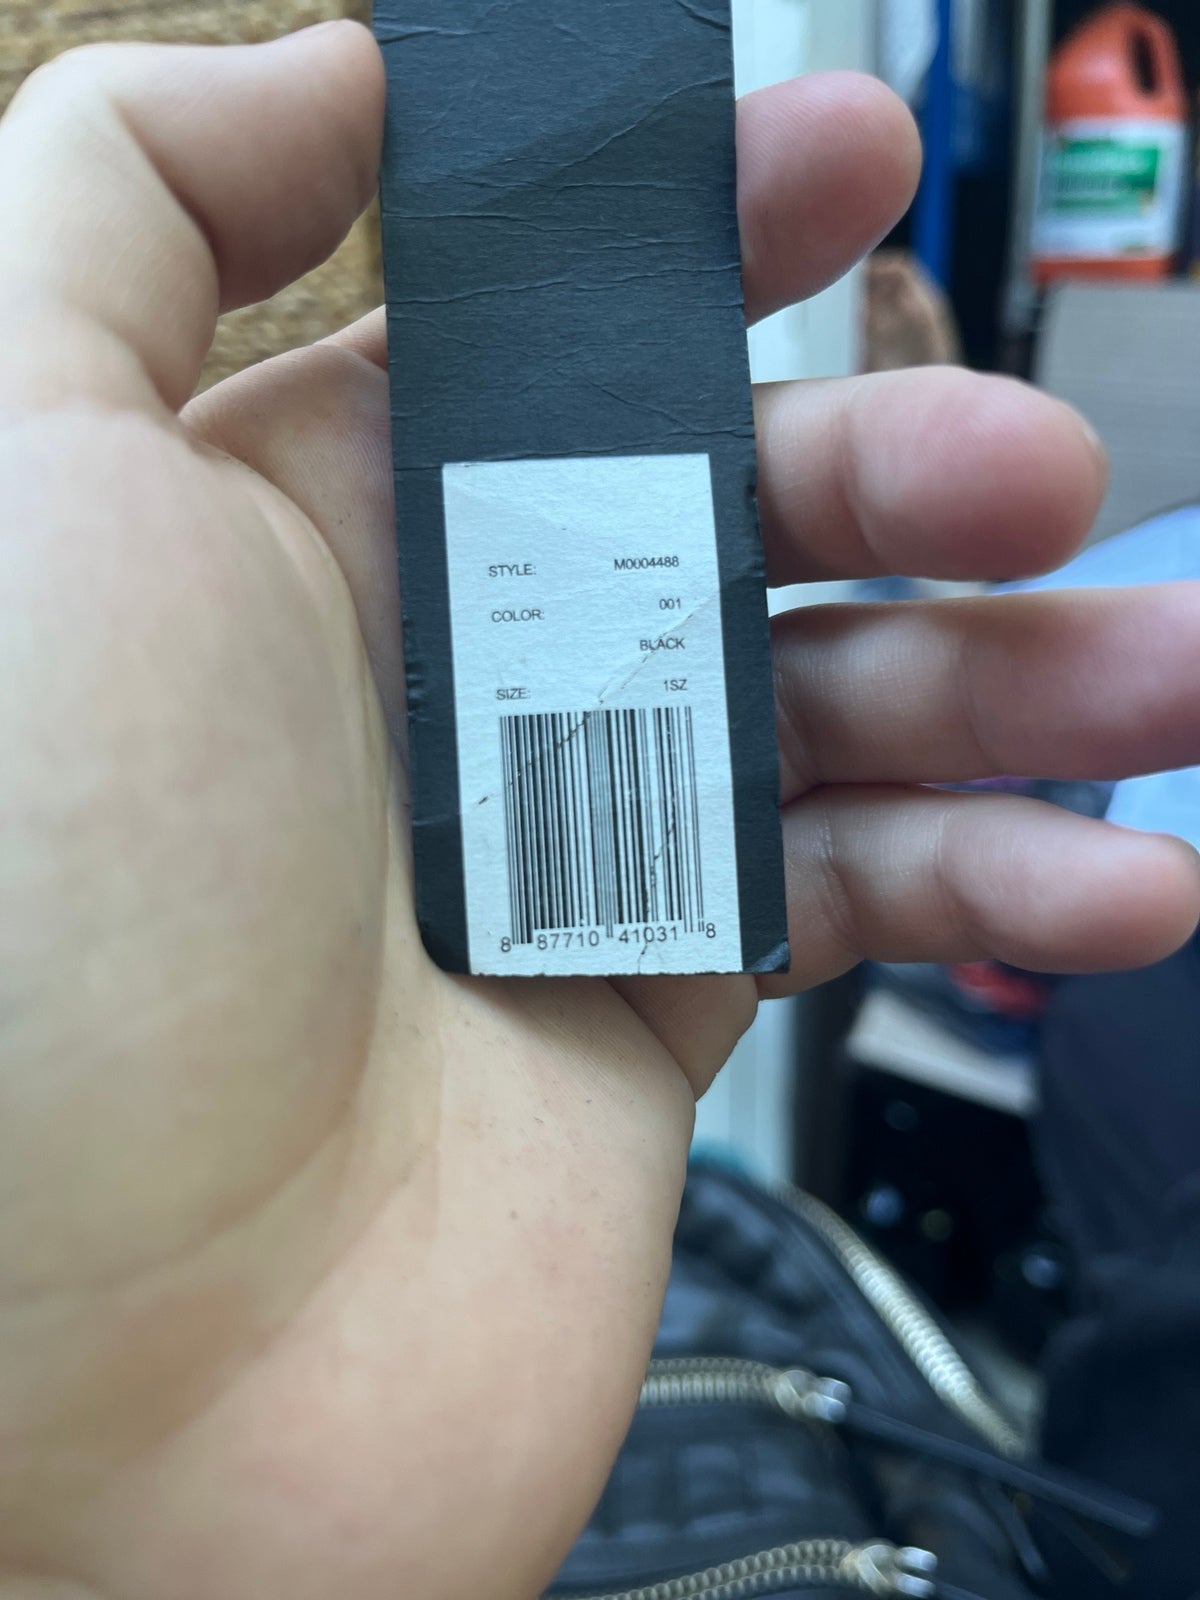 STYLE: M0004488
COLOR: 001
BLACK
SIZE: 1SZ
8 87710 41031 8